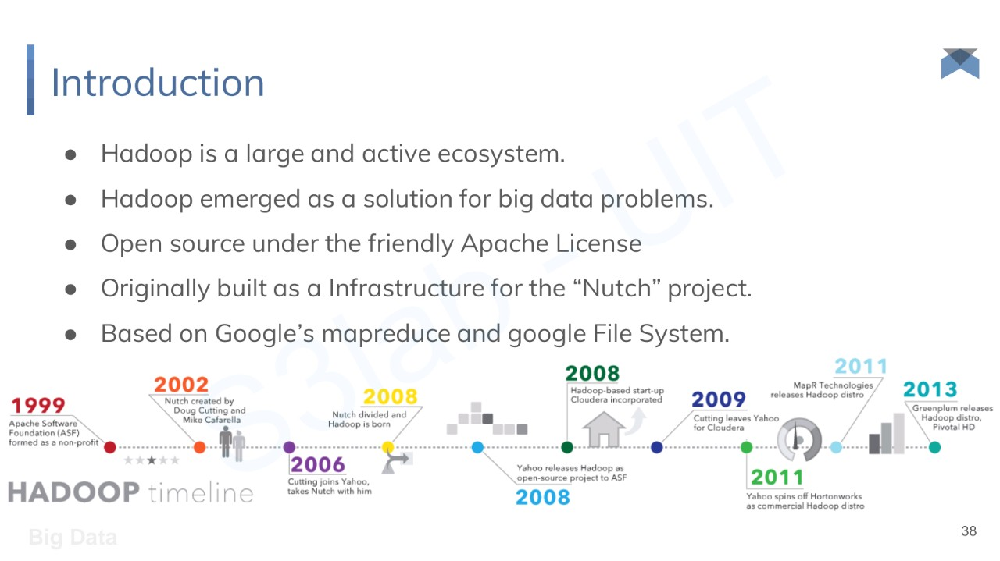 Introduction
● Hadoop is a large and active ecosystem.
● Hadoop emerged as a solution for big data problems.
● Open source under the friendly Apache License
● Originally built as a Infrastructure for the “Nutch” project.
● Based on Google’s mapreduce and google File System.
S3lab - UIT
1999
Apache Software
Foundation (ASF)
formed as a non-profit
2002
Nutch created by
Doug Cutting and
Mike Cafarella
2006
Cutting joins Yahoo,
takes Nutch with him
2008
Nutch divided and
Hadoop is born
Yahoo releases Hadoop as
open-source project to ASF
2008
2008
Hadoop-based start-up
Cloudera incorporated
2009
Cutting leaves Yahoo
for Cloudera
2011
Yahoo spins off Hortonworks
as commercial Hadoop distro
2011
MapR Technologies
releases Hadoop distro
2013
Greenplum releases
Hadoop distro,
Pivotal HD
HADOOP timeline
Big Data
38